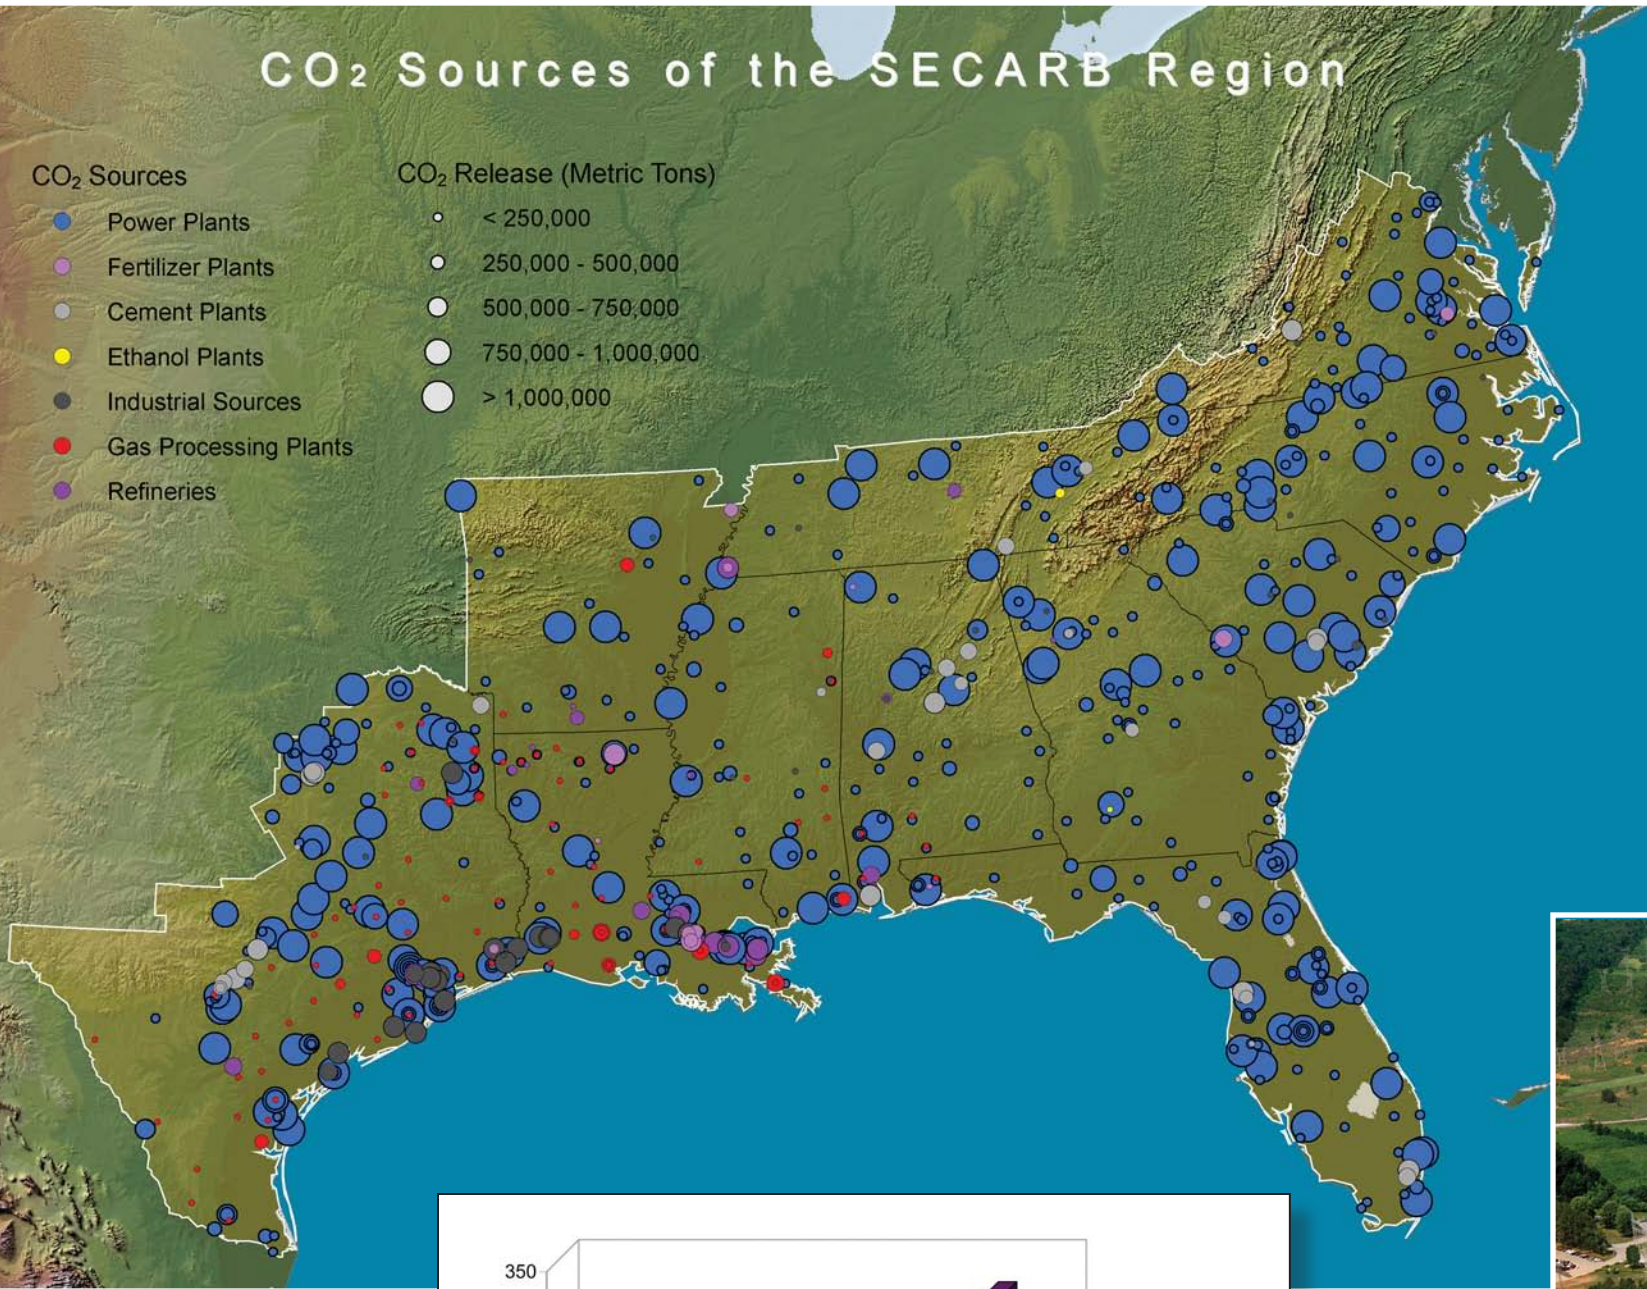 CO₂ Sources of the SECARB Region
CO₂ Sources
Power Plants
Fertilizer Plants
Cement Plants
Ethanol Plants
Industrial Sources
Gas Processing Plants
Refineries
CO₂ Release (Metric Tons)
< 250,000
250,000 - 500,000
500,000 - 750,000
750,000 - 1,000,000
> 1,000,000
350